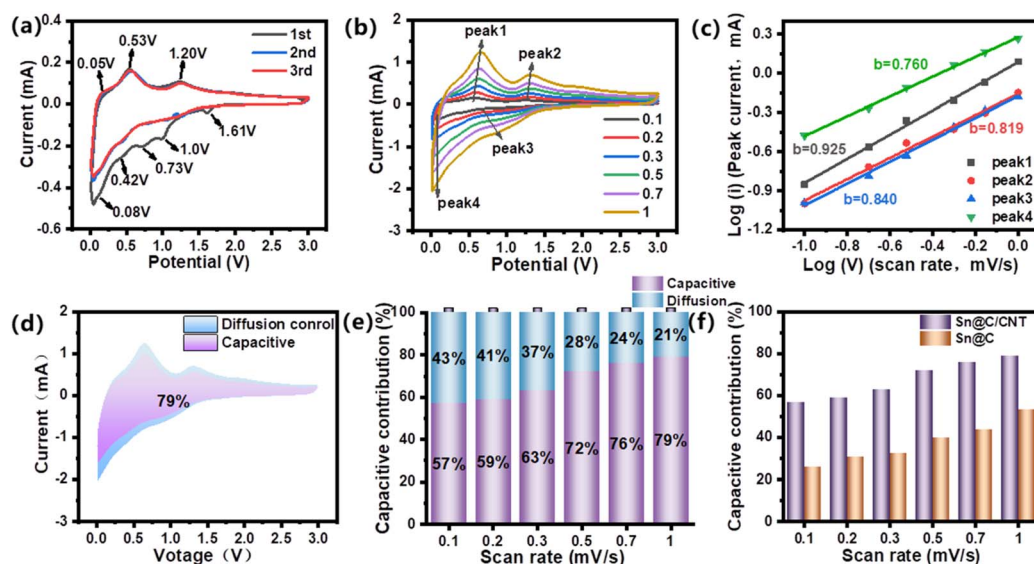 (a)
0.4
0.2
0.0
-0.2
-0.4
-0.6
Current (mA)
0.05V
0.53V
1.20V
1st
2nd
3rd
1.61V
1.0V
0.73V
0.42V
0.08V
0.0 0.5 1.0 1.5 2.0 2.5 3.0
Potential (V)
(b)
2
1
0
-1
-2
Current (mA)
peak1
peak2
peak3
peak4
0.1
0.2
0.3
0.5
0.7
1
0.0 0.5 1.0 1.5 2.0 2.5 3.0
Potential (V)
(c)
0.3
0.0
-0.3
-0.6
-0.9
-1.2
Log (i) (Peak current, mA)
b=0.760
b=0.925
b=0.819
b=0.840
peak1
peak2
peak3
peak4
-1.0 -0.8 -0.6 -0.4 -0.2 0.0
Log (V) (scan rate, mV/s)
(d)
2
1
0
-1
-2
-3
Current (mA)
Diffusion conrol
Capacitive
79%
0.0 0.5 1.0 1.5 2.0 2.5 3.0
Votage (V)
(e)
Capacitive
Diffusion
100
80
60
40
20
0
Capacitive contribution (%)
43% 41% 37% 28% 24% 21%
57% 59% 63% 72% 76% 79%
0.1 0.2 0.3 0.5 0.7 1
Scan rate (mV/s)
(f)
100
80
60
40
20
0
Capacitive contribution (%)
Sn@C/CNT
Sn@C
0.1 0.2 0.3 0.5 0.7 1
Scan rate (mV/s)